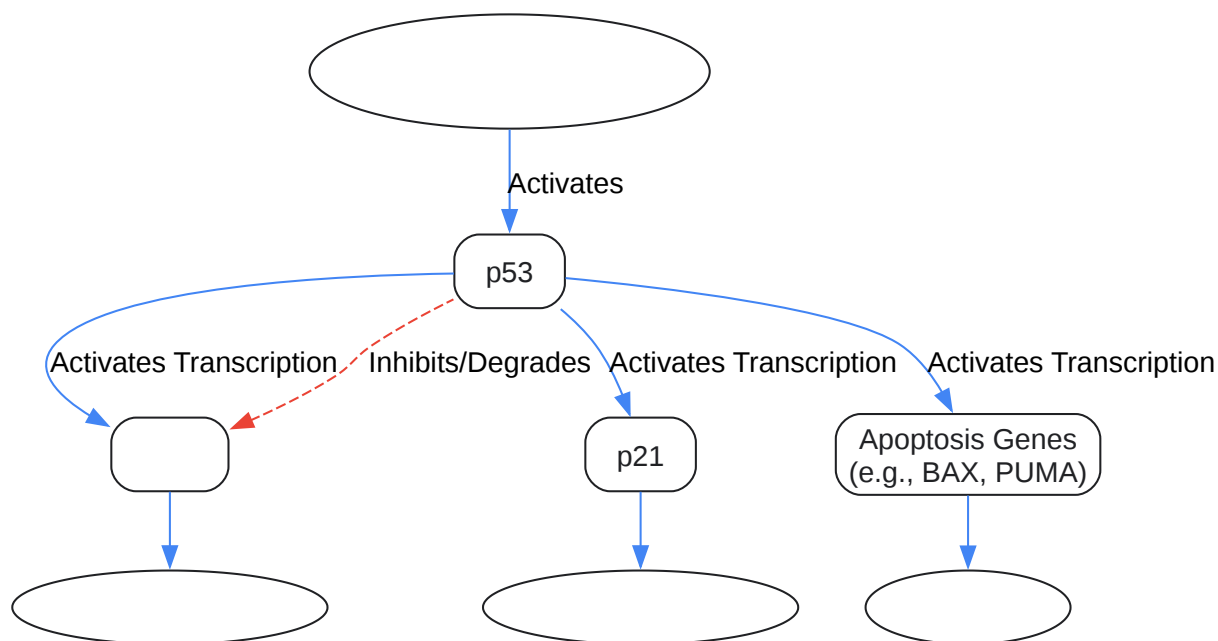 Activates
p53
Activates Transcription
Inhibits/Degrades
Activates Transcription
Activates Transcription
p21
Apoptosis Genes
(e.g., BAX, PUMA)